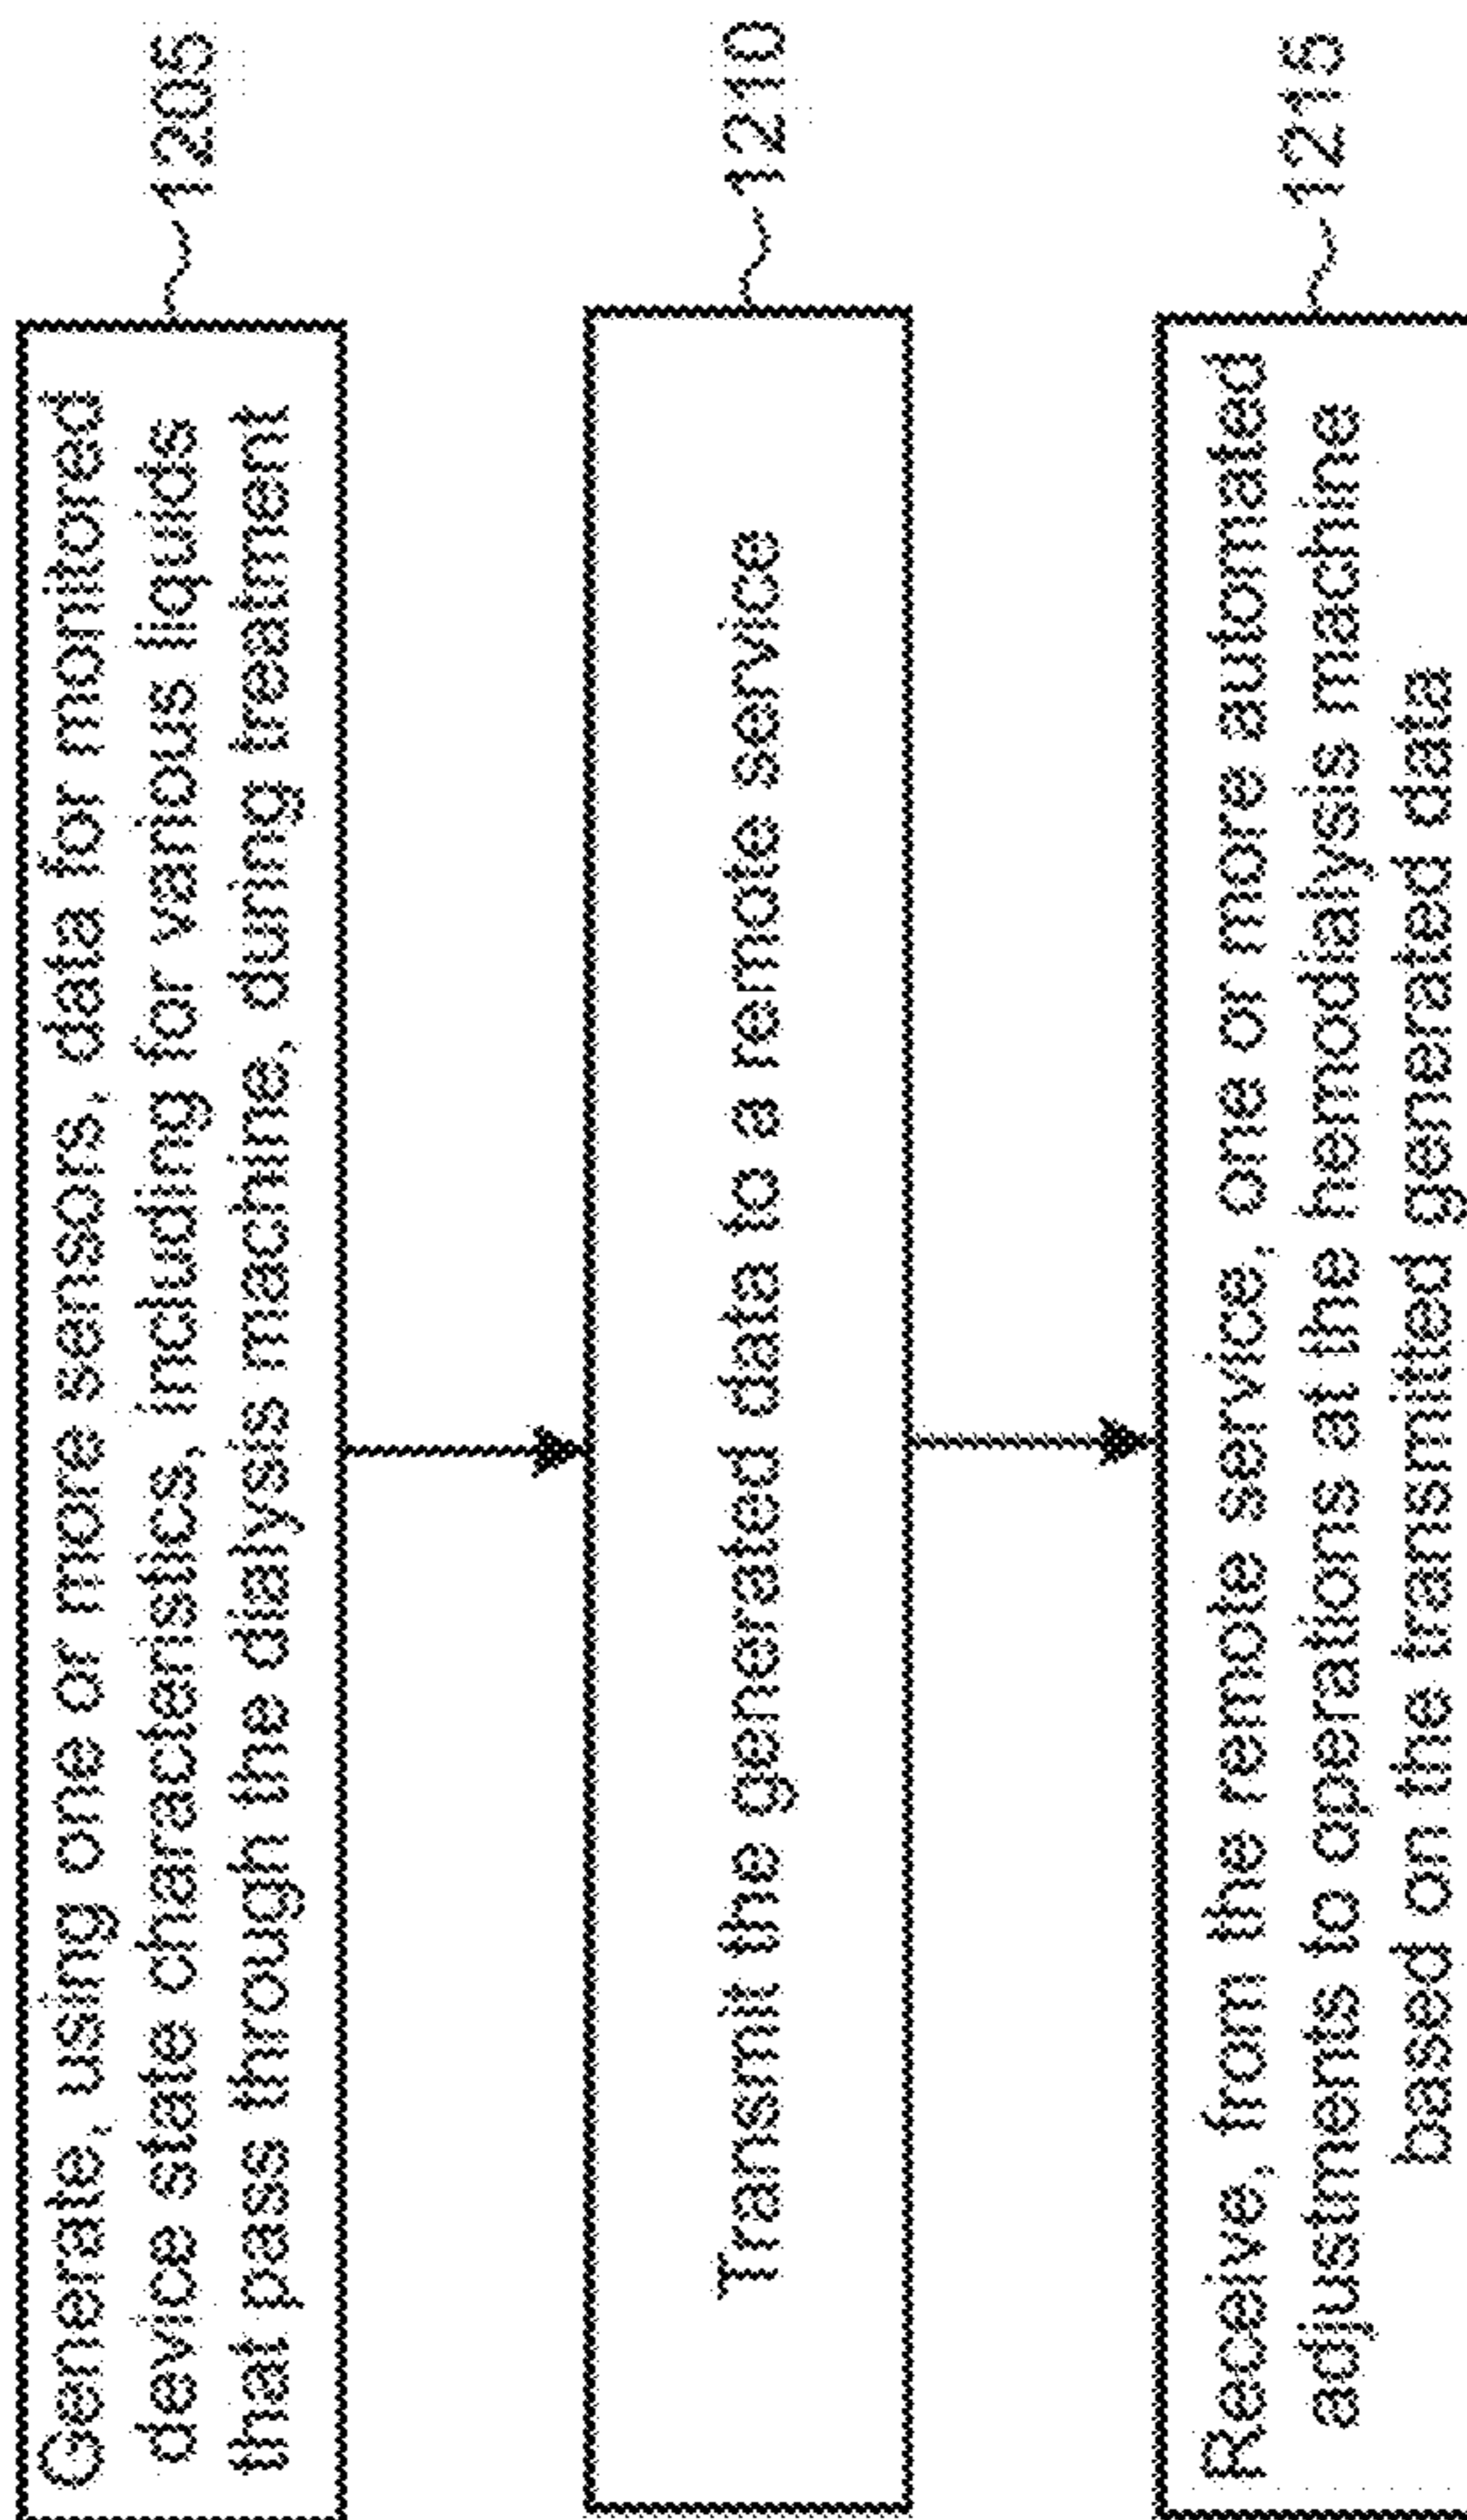 Generate, using one or more sensors, data for monitored
device state characteristics, including for various liquids
that pass through the dialysis machine, during treatment
1205
Transmit the generated data to a remote service
1210
Receive, from the remote service, one or more automated
adjustments to operations at the hemodialysis machine
based on the transmitted generated data
1215